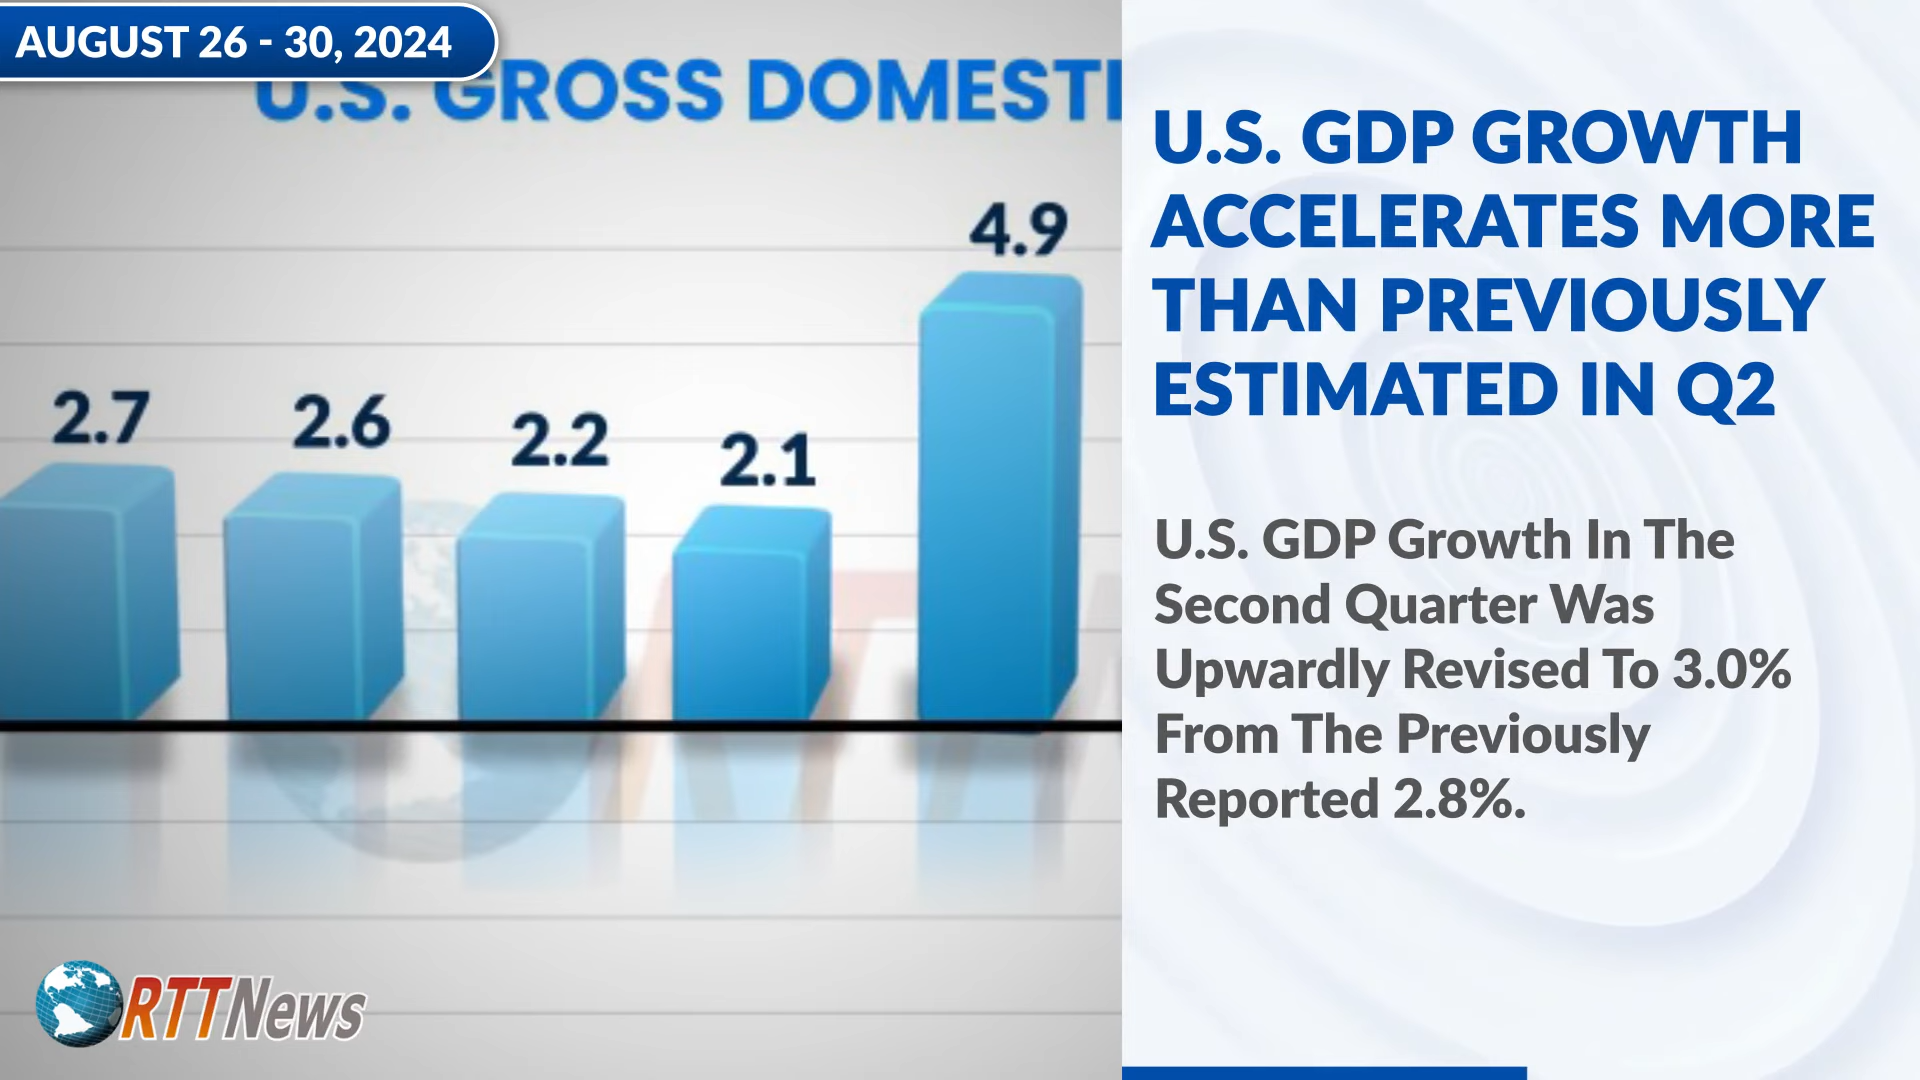 AUGUST 26 - 30, 2024
U.S. GROSS DOMESTI
2.7
2.6
2.2
2.1
4.9
RTTNews
U.S. GDP GROWTH
ACCELERATES MORE
THAN PREVIOUSLY
ESTIMATED IN Q2
U.S. GDP Growth In The
Second Quarter Was
Upwardly Revised To 3.0%
From The Previously
Reported 2.8%.